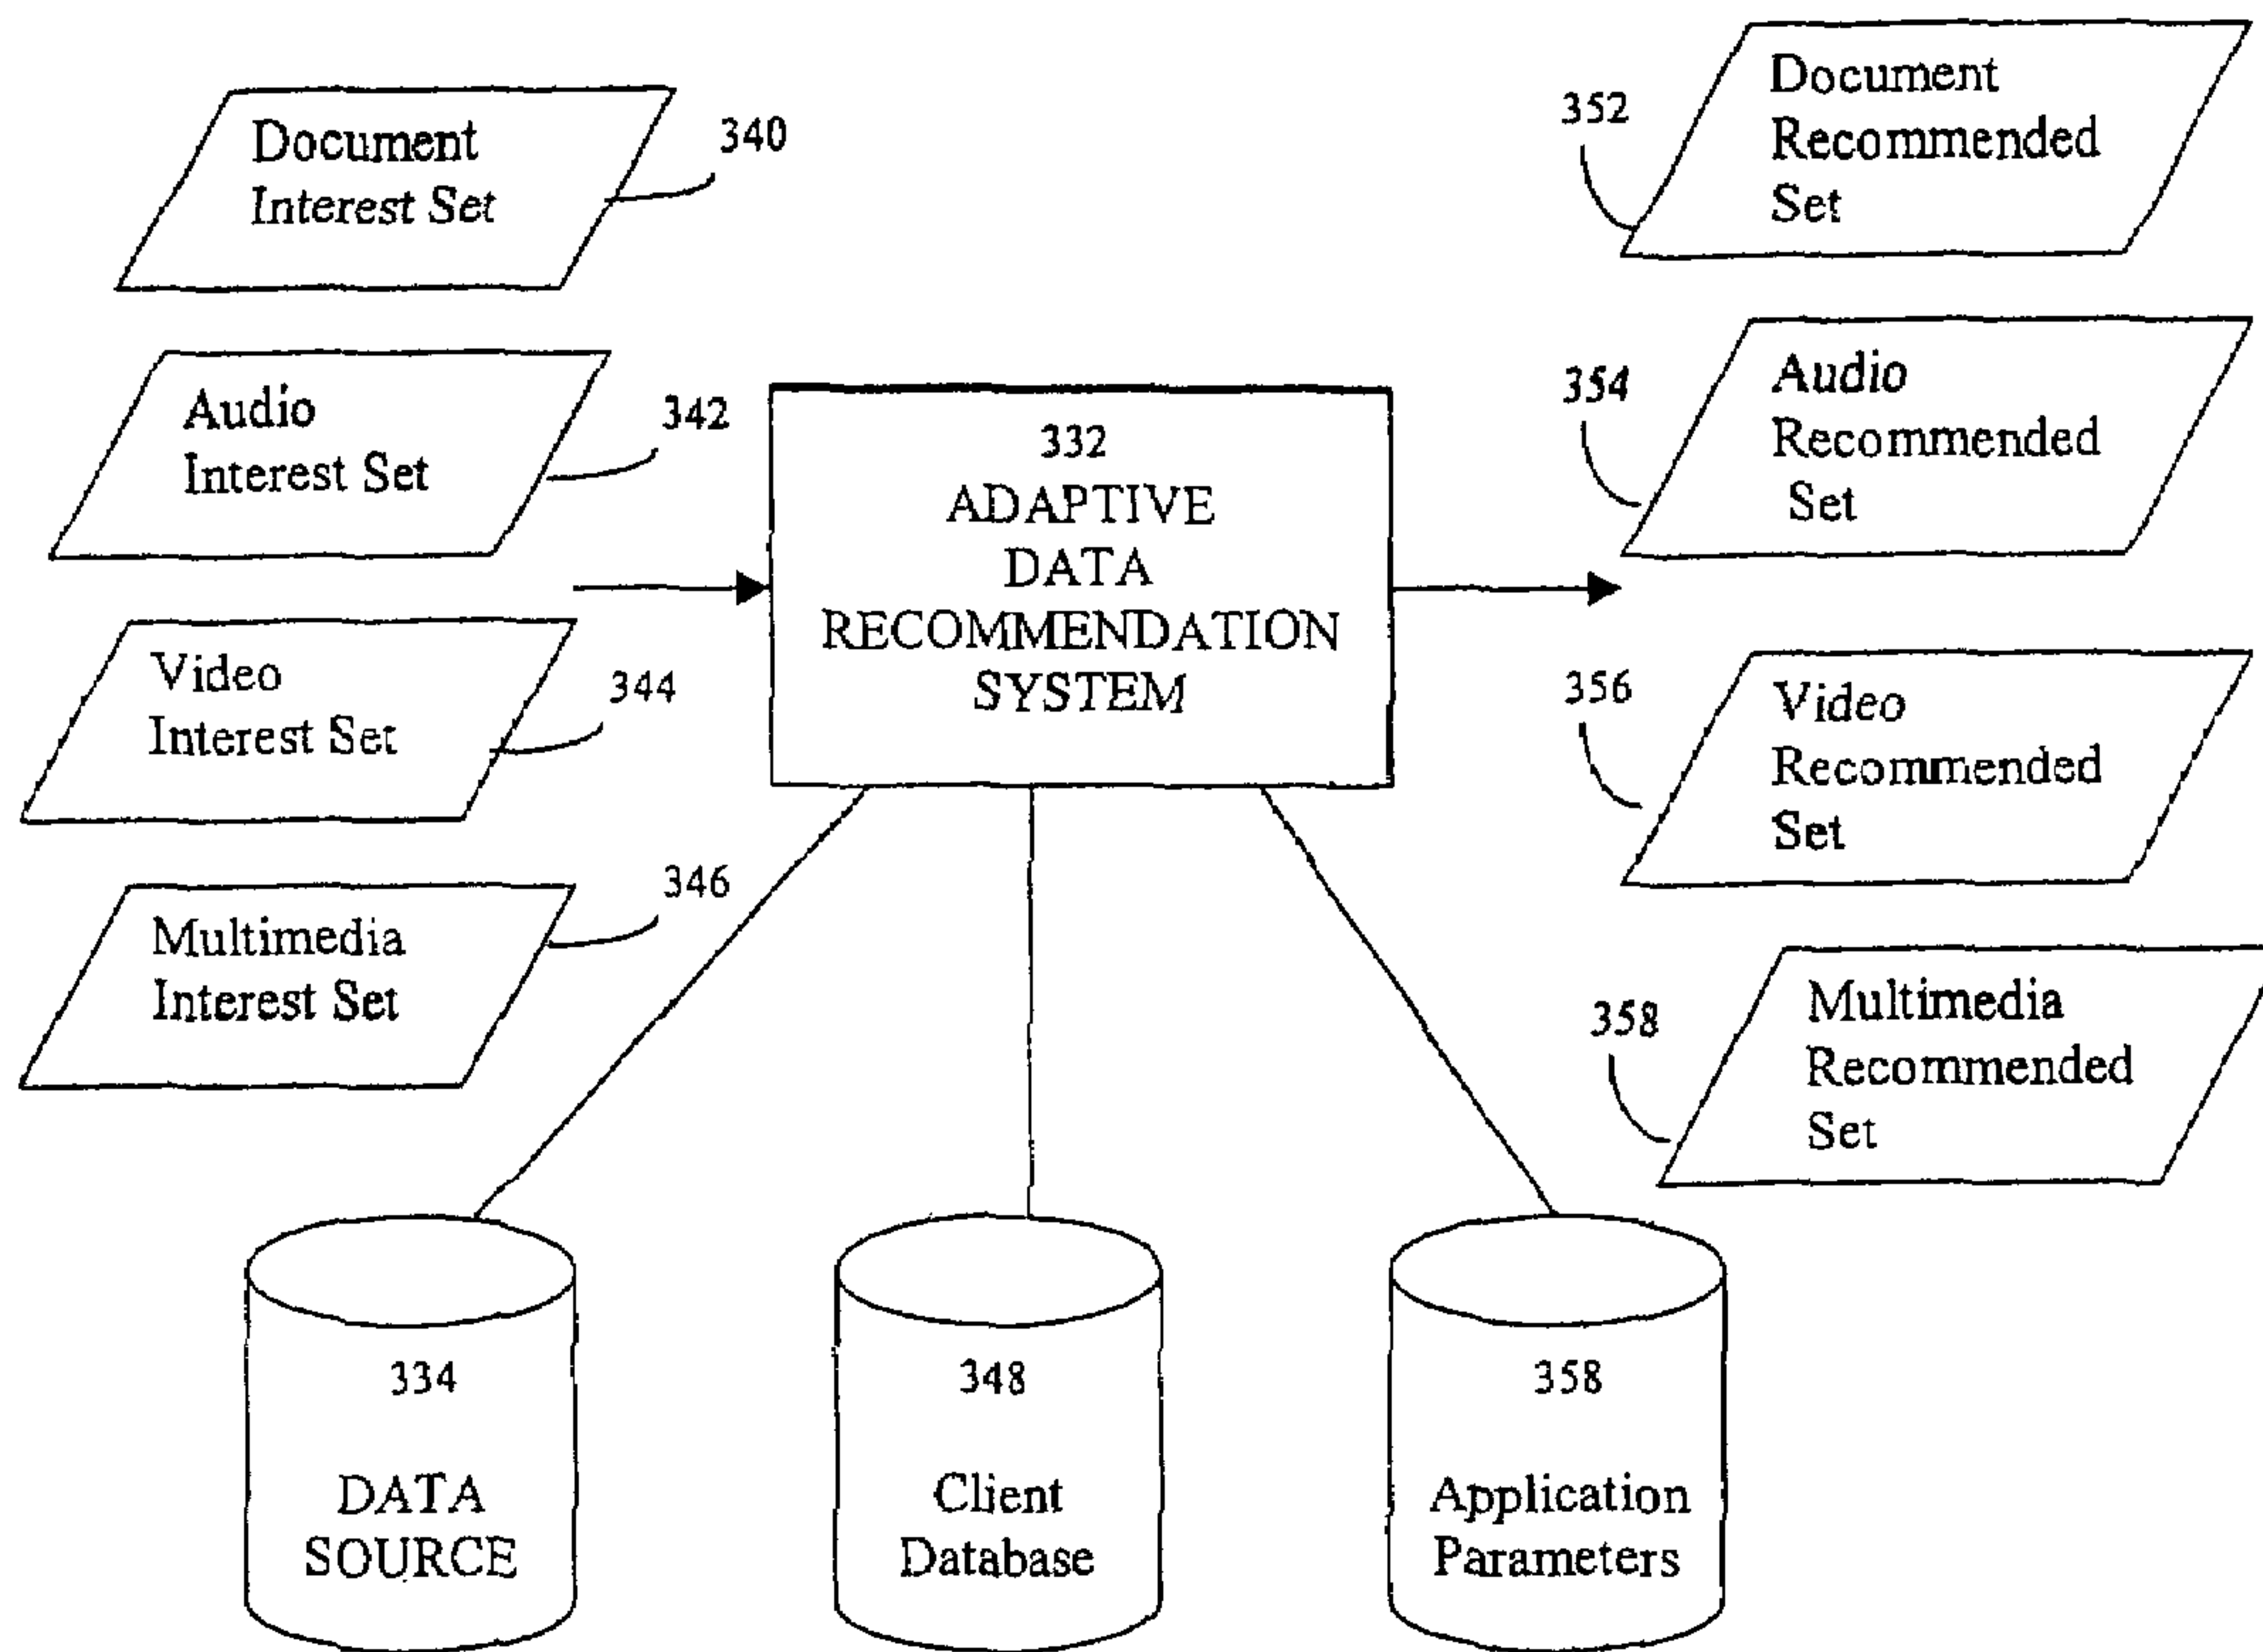 Document
Interest Set
340
Audio
Interest Set
342
Video
Interest Set
344
Multimedia
Interest Set
346
332
ADAPTIVE
DATA
RECOMMENDATION
SYSTEM
352
Document
Recommended
Set
354
Audio
Recommended
Set
356
Video
Recommended
Set
358
Multimedia
Recommended
Set
334
DATA
SOURCE
348
Client
Database
358
Application
Parameters